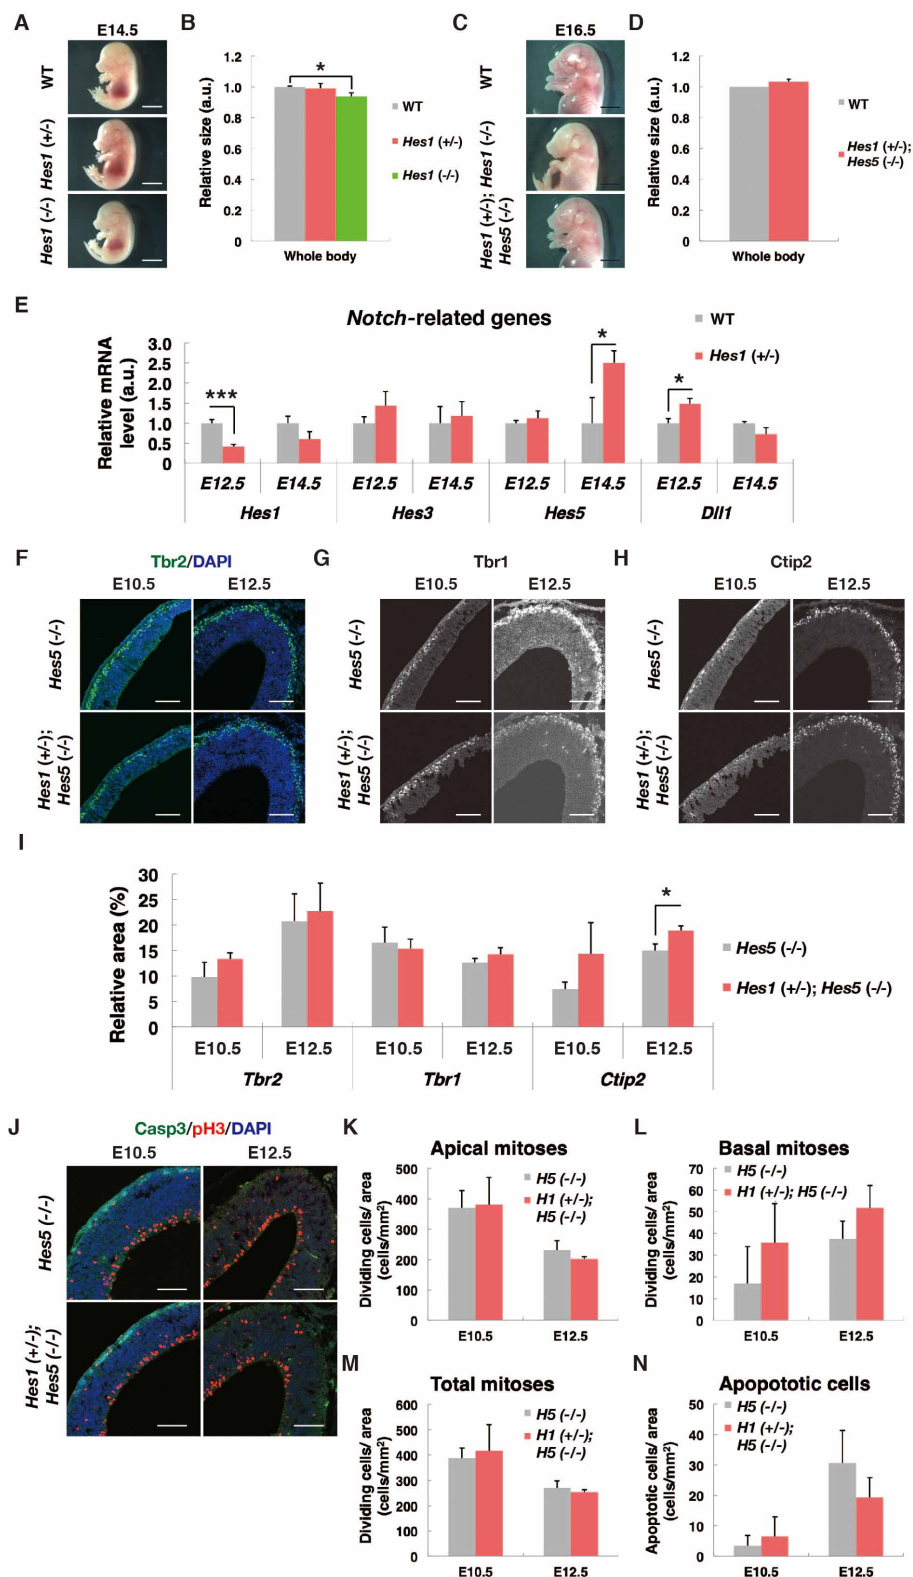 A
E14.5
WT
Hes1 (+/-)
Hes1 (-/-)
B
Relative size (a.u.)
1.2
1
0.8
0.6
0.4
0.2
0
*
Whole body
WT
Hes1 (+/-)
Hes1 (-/-)
C
E16.5
WT
Hes1 (-/-)
Hes1 (+/-);
Hes5 (-/-)
D
Relative size (a.u.)
1.2
1
0.8
0.6
0.4
0.2
0
Whole body
WT
Hes1 (+/-);
Hes5 (-/-)
E
Notch-related genes
WT
Hes1 (+/-)
Relative mRNA
level (a.u.)
3.0
2.5
2.0
1.5
1.0
0.5
0
***
*
*
E12.5 E14.5 E12.5 E14.5 E12.5 E14.5 E12.5 E14.5
Hes1 Hes3 Hes5 Dll1
F
Tbr2/DAPI
E10.5 E12.5
Hes5 (-/-)
Hes1 (+/-);
Hes5 (-/-)
G
Tbr1
E10.5 E12.5
Hes5 (-/-)
Hes1 (+/-);
Hes5 (-/-)
H
Ctip2
E10.5 E12.5
Hes5 (-/-)
Hes1 (+/-);
Hes5 (-/-)
I
Relative area (%)
30
25
20
15
10
5
0
*
E10.5 E12.5 E10.5 E12.5 E10.5 E12.5
Tbr2 Tbr1 Ctip2
Hes5 (-/-)
Hes1 (+/-); Hes5 (-/-)
J
Casp3/pH3/DAPI
E10.5 E12.5
Hes5 (-/-)
Hes1 (+/-);
Hes5 (-/-)
K
Apical mitoses
Dividing cells/ area
(cells/mm²)
500
400
300
200
100
0
H5 (-/-)
H1 (+/-);
H5 (-/-)
E10.5 E12.5
L
Basal mitoses
Dividing cells/ area
(cells/mm²)
70
60
50
40
30
20
10
0
H5 (-/-)
H1 (+/-); H5 (-/-)
E10.5 E12.5
M
Total mitoses
Dividing cells/ area
(cells/mm²)
600
500
400
300
200
100
0
H5 (-/-)
H1 (+/-);
H5 (-/-)
E10.5 E12.5
N
Apopototic cells
Apoptotic cells/ area
(cells/mm²)
50
40
30
20
10
0
H5 (-/-)
H1 (+/-);
H5 (-/-)
E10.5 E12.5